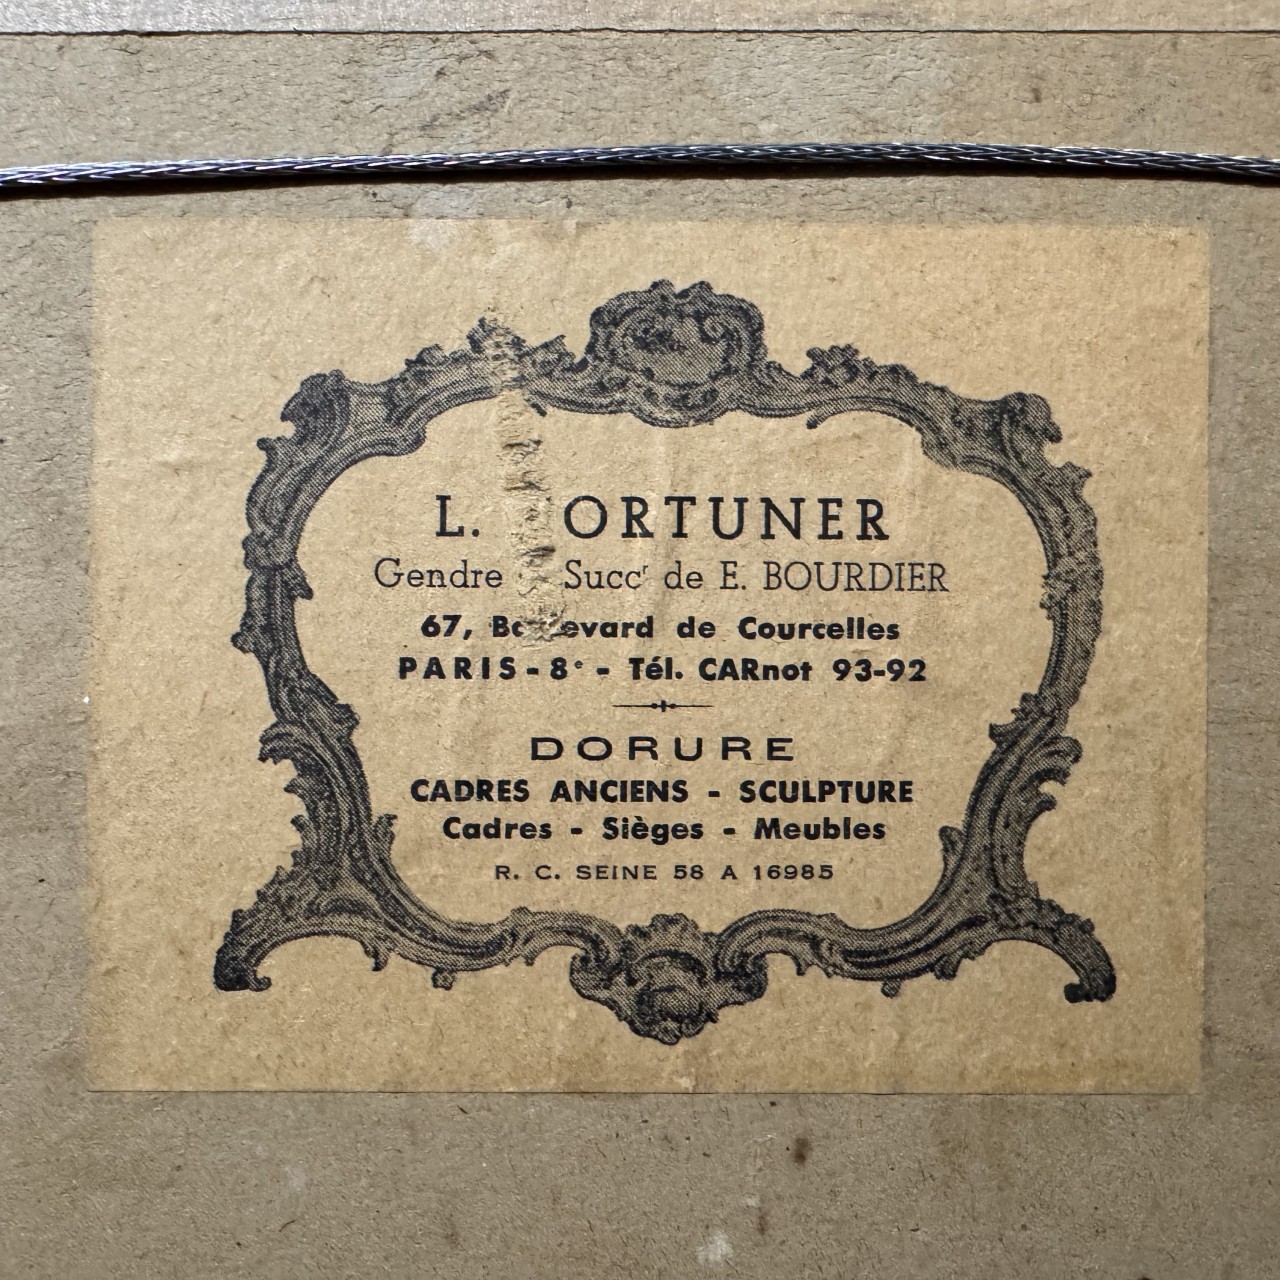 L. ORTUNER
Gendre Succʳ de E. BOURDIER
67, Boulevard de Courcelles
PARIS - 8ᵉ - Tél. CARnot 93-92
DORURE
CADRES ANCIENS - SCULPTURE
Cadres - Sièges - Meubles
R. C. SEINE 58 A 16985